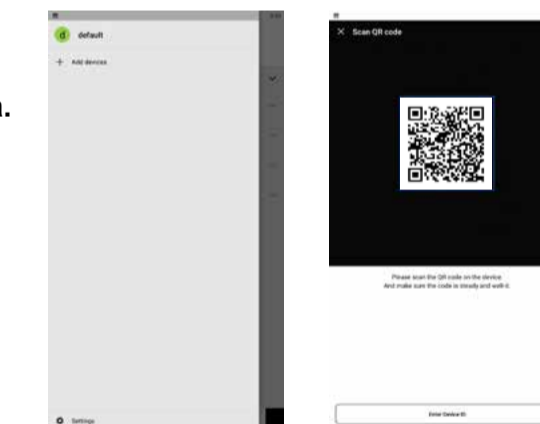 d default
+ Add devices
Settings
× Scan QR code
Please scan the QR code on the device
And make sure the code is steady and well-lit
Enter Device ID